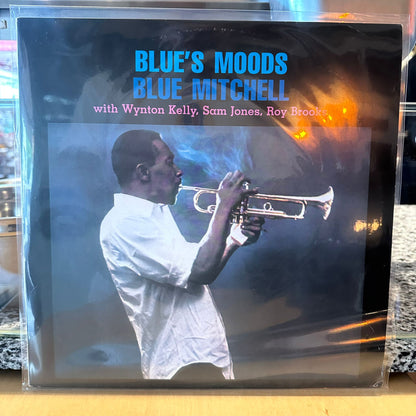 BLUE'S MOODS
BLUE MITCHELL
with Wynton Kelly, Sam Jones, Roy Brooks